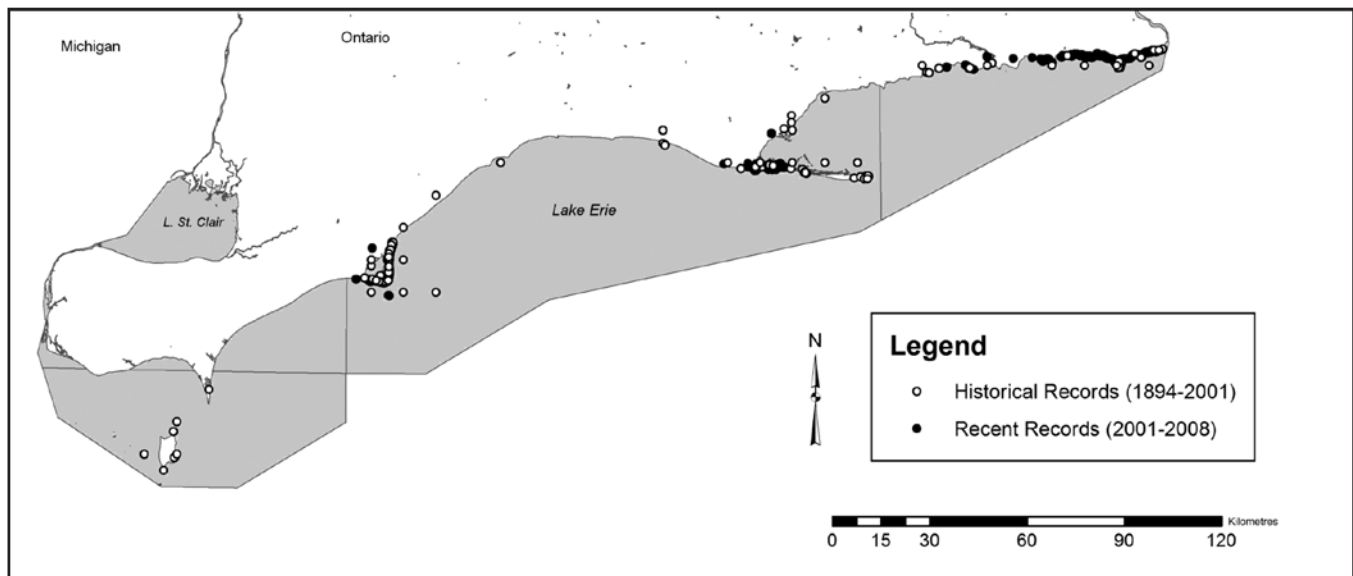 Michigan
Ontario
L. St. Clair
Lake Erie
N
Legend
Historical Records (1894-2001)
Recent Records (2001-2008)
Kilometres
0 15 30 60 90 120